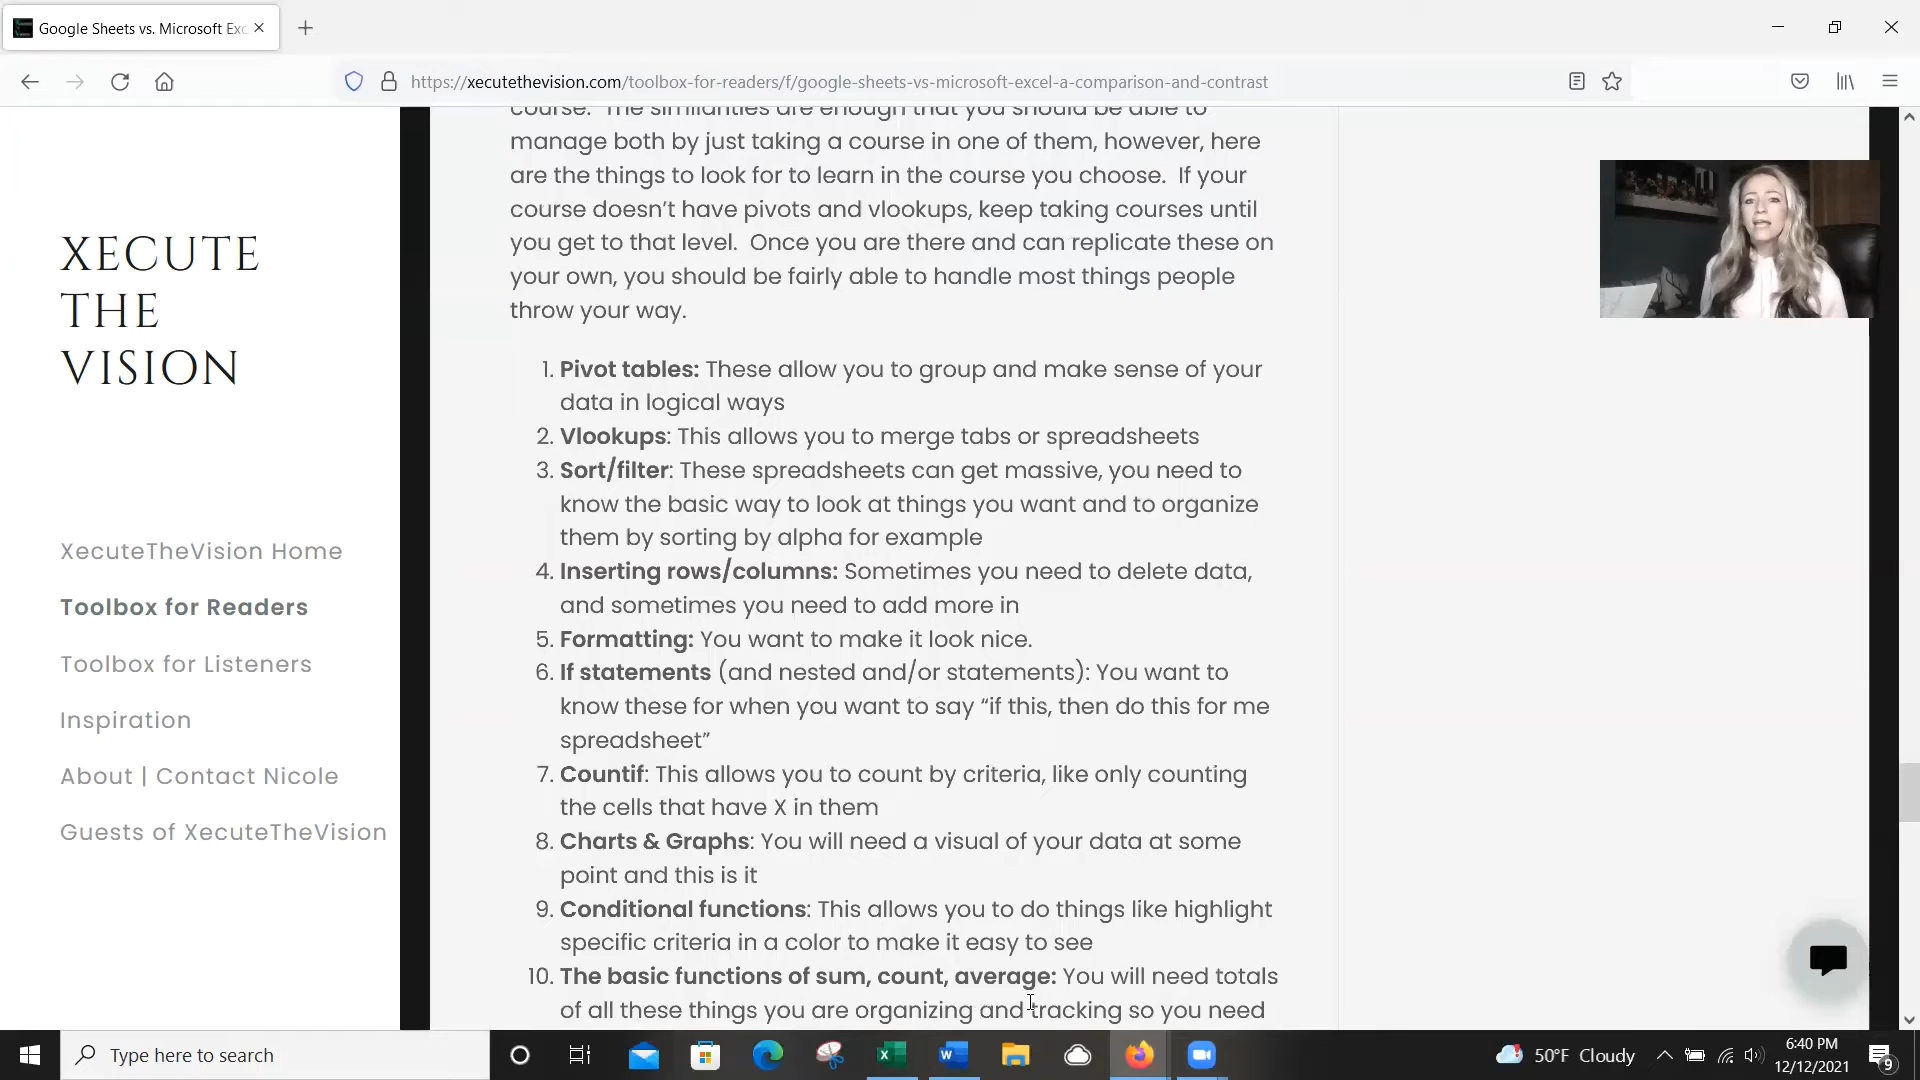 Google Sheets vs. Microsoft Exc
https://xecutethevision.com/toolbox-for-readers/f/google-sheets-vs-microsoft-excel-a-comparison-and-contrast
XECUTE
THE
VISION
XecuteTheVision Home
Toolbox for Readers
Toolbox for Listeners
Inspiration
About | Contact Nicole
Guests of XecuteTheVision
course. The similarities are enough that you should be able to
manage both by just taking a course in one of them, however, here
are the things to look for to learn in the course you choose. If your
course doesn't have pivots and vlookups, keep taking courses until
you get to that level. Once you are there and can replicate these on
your own, you should be fairly able to handle most things people
throw your way.
1. Pivot tables: These allow you to group and make sense of your
data in logical ways
2. Vlookups: This allows you to merge tabs or spreadsheets
3. Sort/filter: These spreadsheets can get massive, you need to
know the basic way to look at things you want and to organize
them by sorting by alpha for example
4. Inserting rows/columns: Sometimes you need to delete data,
and sometimes you need to add more in
5. Formatting: You want to make it look nice.
6. If statements (and nested and/or statements): You want to
know these for when you want to say “if this, then do this for me
spreadsheet”
7. Countif: This allows you to count by criteria, like only counting
the cells that have X in them
8. Charts & Graphs: You will need a visual of your data at some
point and this is it
9. Conditional functions: This allows you to do things like highlight
specific criteria in a color to make it easy to see
10. The basic functions of sum, count, average: You will need totals
of all these things you are organizing and tracking so you need
Type here to search
50°F Cloudy
6:40 PM
12/12/2021
9